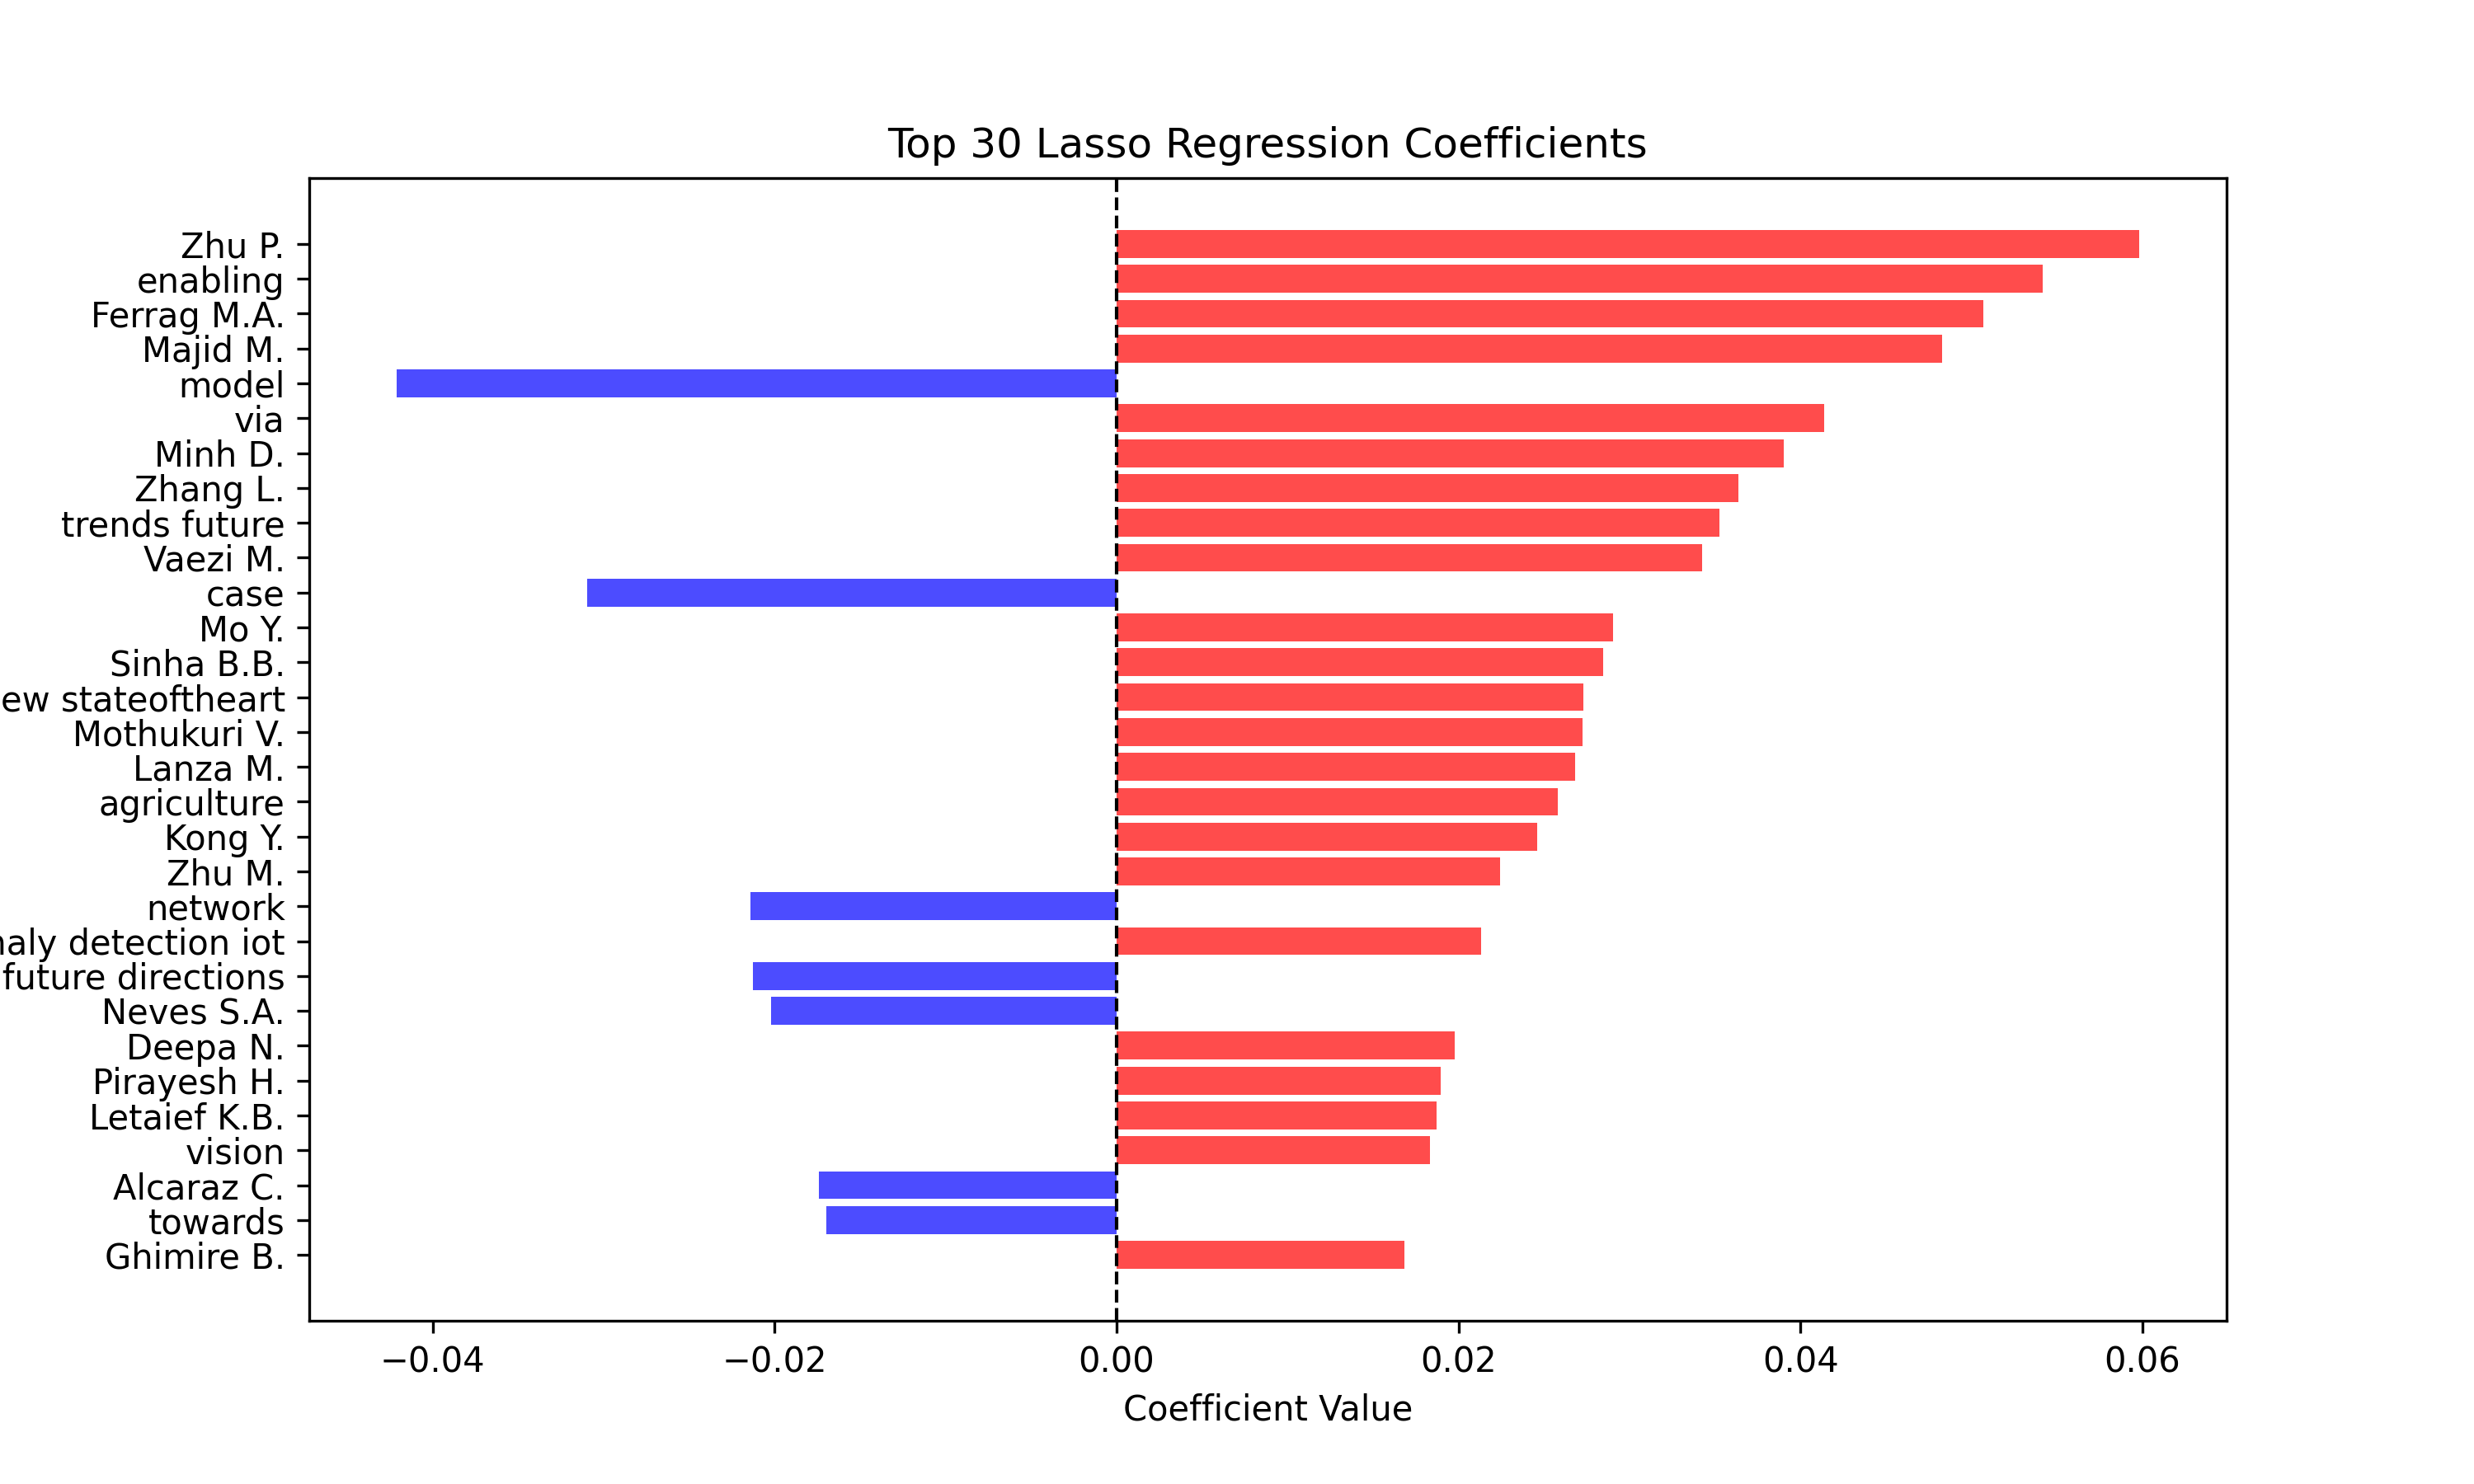 Top 30 Lasso Regression Coefficients
Zhu P.
enabling
Ferrag M.A.
Majid M.
model
via
Minh D.
Zhang L.
trends future
Vaezi M.
case
Mo Y.
Sinha B.B.
ew stateoftheart
Mothukuri V.
Lanza M.
agriculture
Kong Y.
Zhu M.
network
aly detection iot
future directions
Neves S.A.
Deepa N.
Pirayesh H.
Letaief K.B.
vision
Alcaraz C.
towards
Ghimire B.
−0.04 −0.02 0.00 0.02 0.04 0.06
Coefficient Value